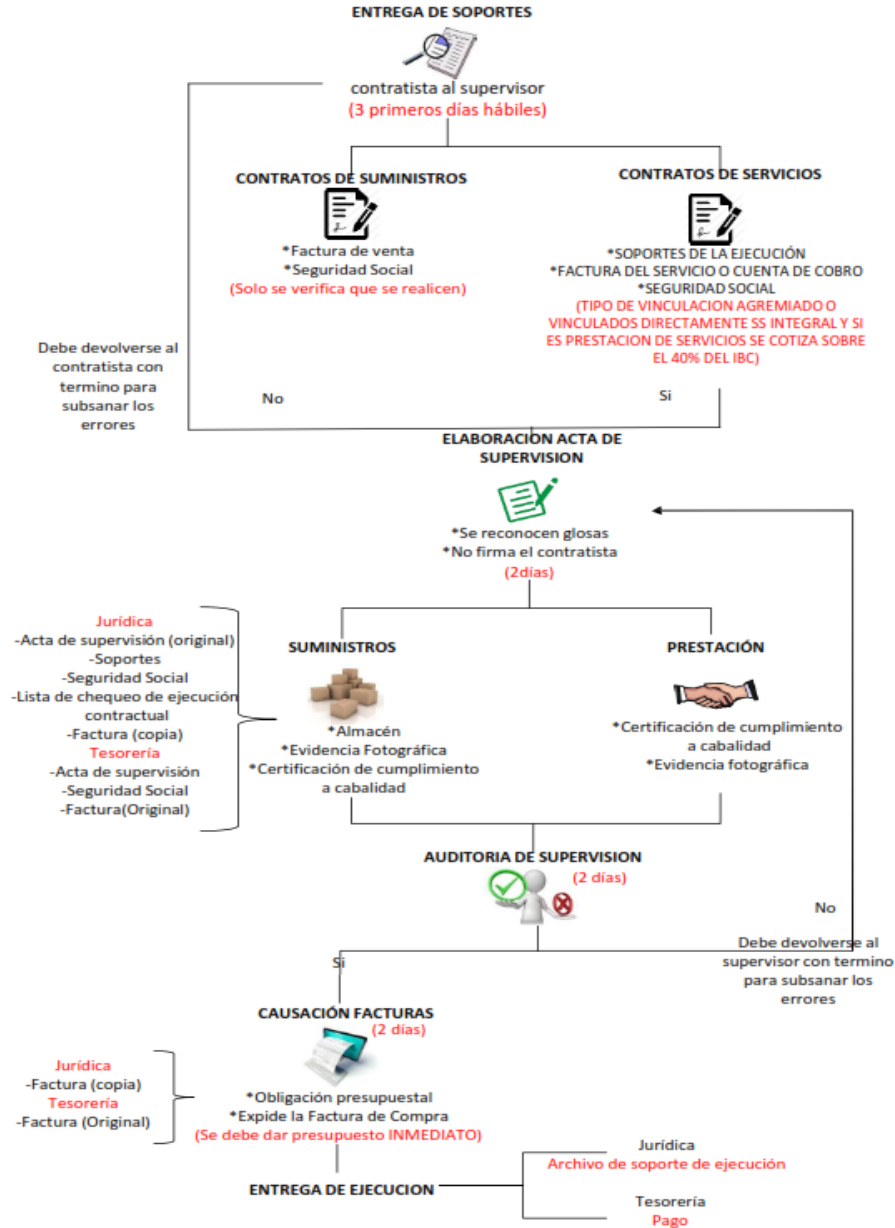 ENTREGA DE SOPORTES
contratista al supervisor
(3 primeros días hábiles)
CONTRATOS DE SUMINISTROS
*Factura de venta
*Seguridad Social
(Solo se verifica que se realicen)
CONTRATOS DE SERVICIOS
*SOPORTES DE LA EJECUCIÓN
*FACTURA DEL SERVICIO O CUENTA DE COBRO
*SEGURIDAD SOCIAL
(TIPO DE VINCULACION AGREMIADO O
VINCULADOS DIRECTAMENTE SS INTEGRAL Y SI
ES PRESTACION DE SERVICIOS SE COTIZA SOBRE
EL 40% DEL IBC)
Debe devolverse al
contratista con
termino para
subsanar los
errores
No
Si
ELABORACION ACTA DE
SUPERVISION
*Se reconocen glosas
*No firma el contratista
(2días)
Jurídica
-Acta de supervisión (original)
-Soportes
-Seguridad Social
-Lista de chequeo de ejecución
contractual
-Factura (copia)
Tesorería
-Acta de supervisión
-Seguridad Social
-Factura(Original)
SUMINISTROS
*Almacén
*Evidencia Fotográfica
*Certificación de cumplimiento
a cabalidad
PRESTACIÓN
*Certificación de cumplimiento
a cabalidad
*Evidencia fotográfica
AUDITORIA DE SUPERVISION
(2 días)
No
Debe devolverse al
supervisor con termino
para subsanar los
errores
Si
CAUSACIÓN FACTURAS
(2 días)
Jurídica
-Factura (copia)
Tesorería
-Factura (Original)
*Obligación presupuestal
*Expide la Factura de Compra
(Se debe dar presupuesto INMEDIATO)
ENTREGA DE EJECUCION
Jurídica
Archivo de soporte de ejecución
Tesorería
Pago